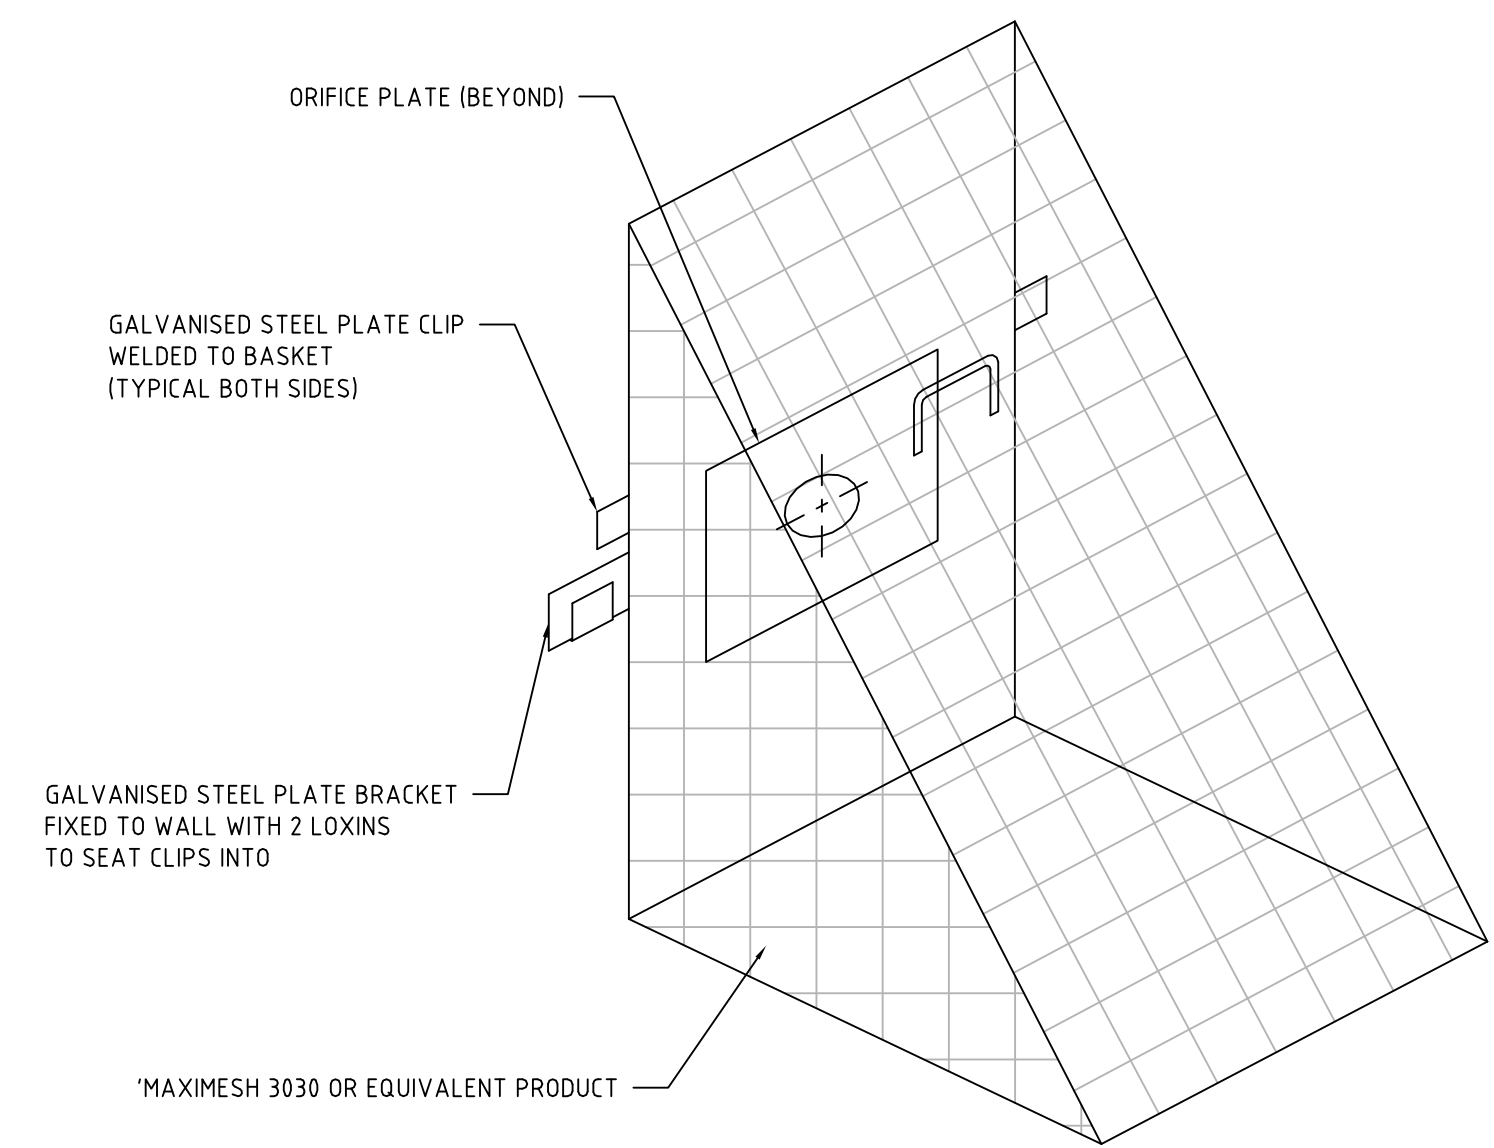 ORIFICE PLATE (BEYOND)
GALVANISED STEEL PLATE CLIP
WELDED TO BASKET
(TYPICAL BOTH SIDES)
GALVANISED STEEL PLATE BRACKET
FIXED TO WALL WITH 2 LOXINS
TO SEAT CLIPS INTO
'MAXIMESH 3030 OR EQUIVALENT PRODUCT